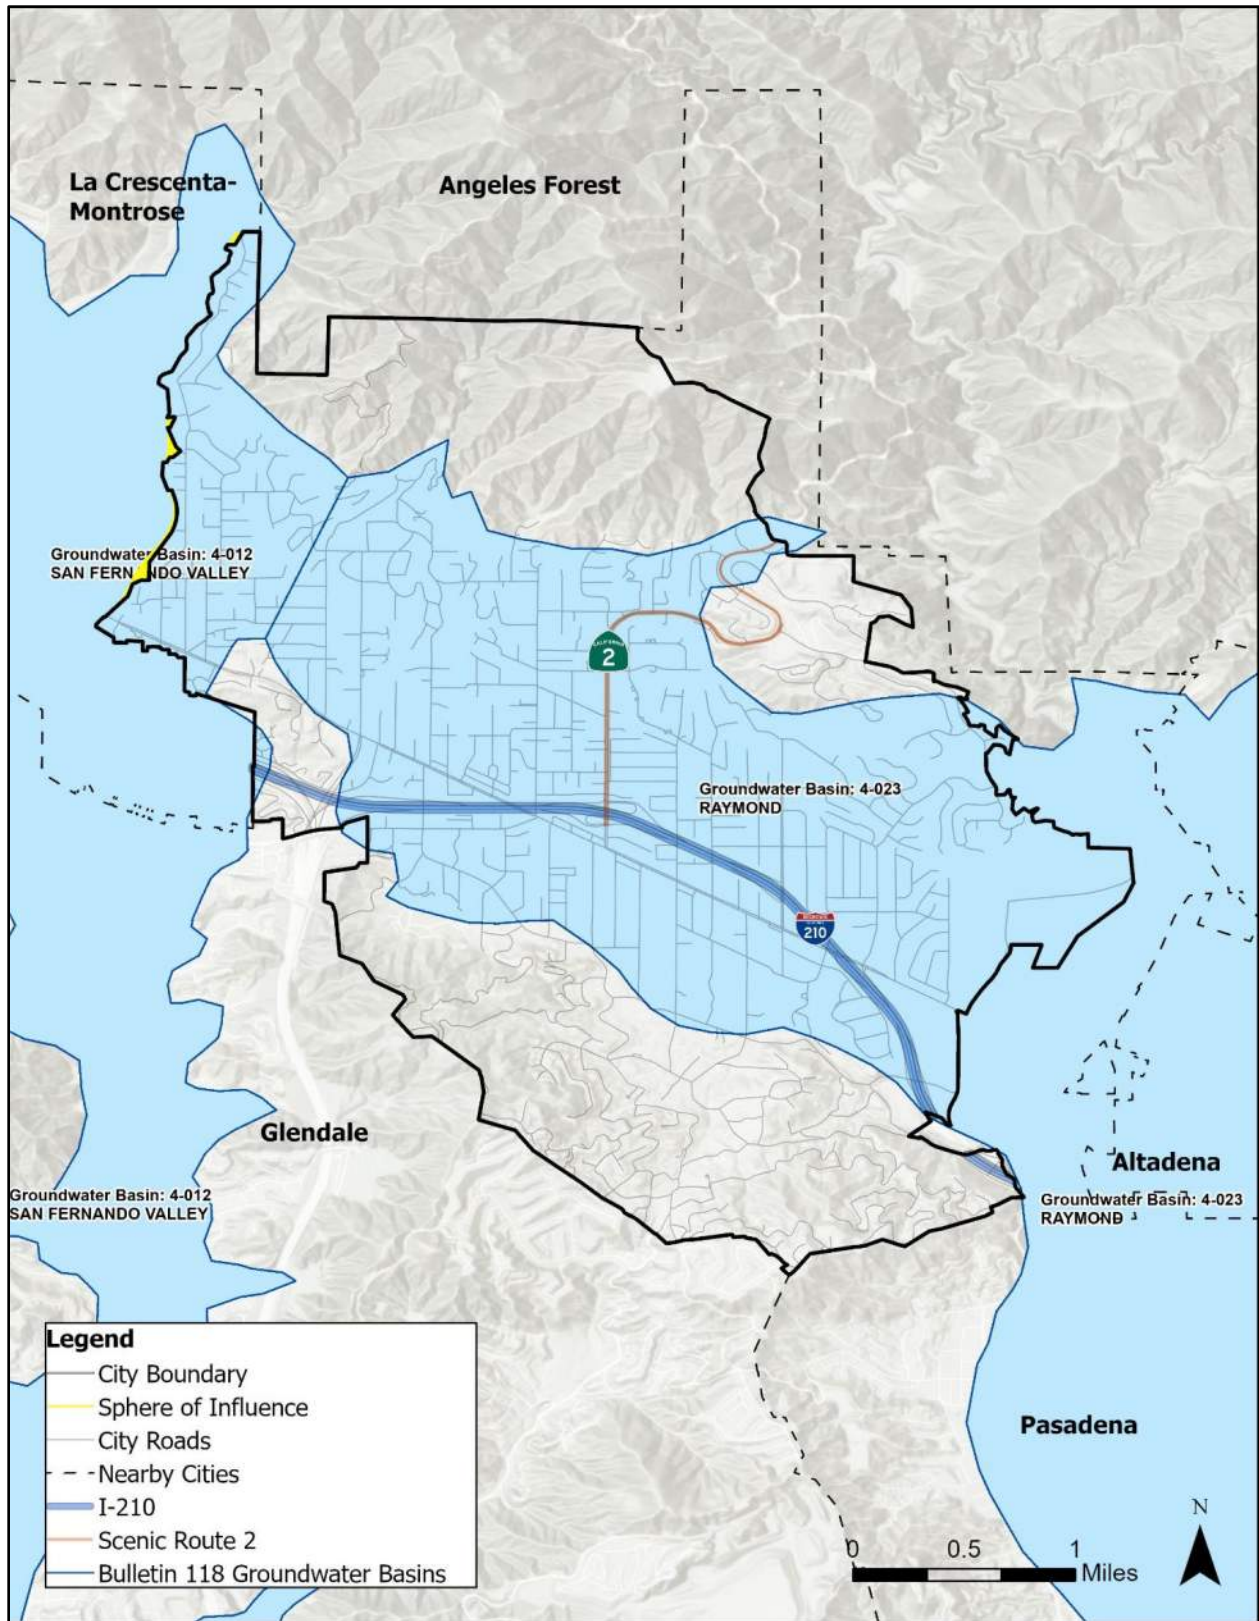 La Crescenta-
Montrose
Angeles Forest
Groundwater Basin: 4-012
SAN FERNANDO VALLEY
CALIFORNIA
2
Groundwater Basin: 4-023
RAYMOND
INTERSTATE
210
Glendale
Altadena
Groundwater Basin: 4-012
SAN FERNANDO VALLEY
Groundwater Basin: 4-023
RAYMOND
Legend
City Boundary
Sphere of Influence
City Roads
Nearby Cities
I-210
Scenic Route 2
Bulletin 118 Groundwater Basins
Pasadena
N
0 0.5 1
Miles